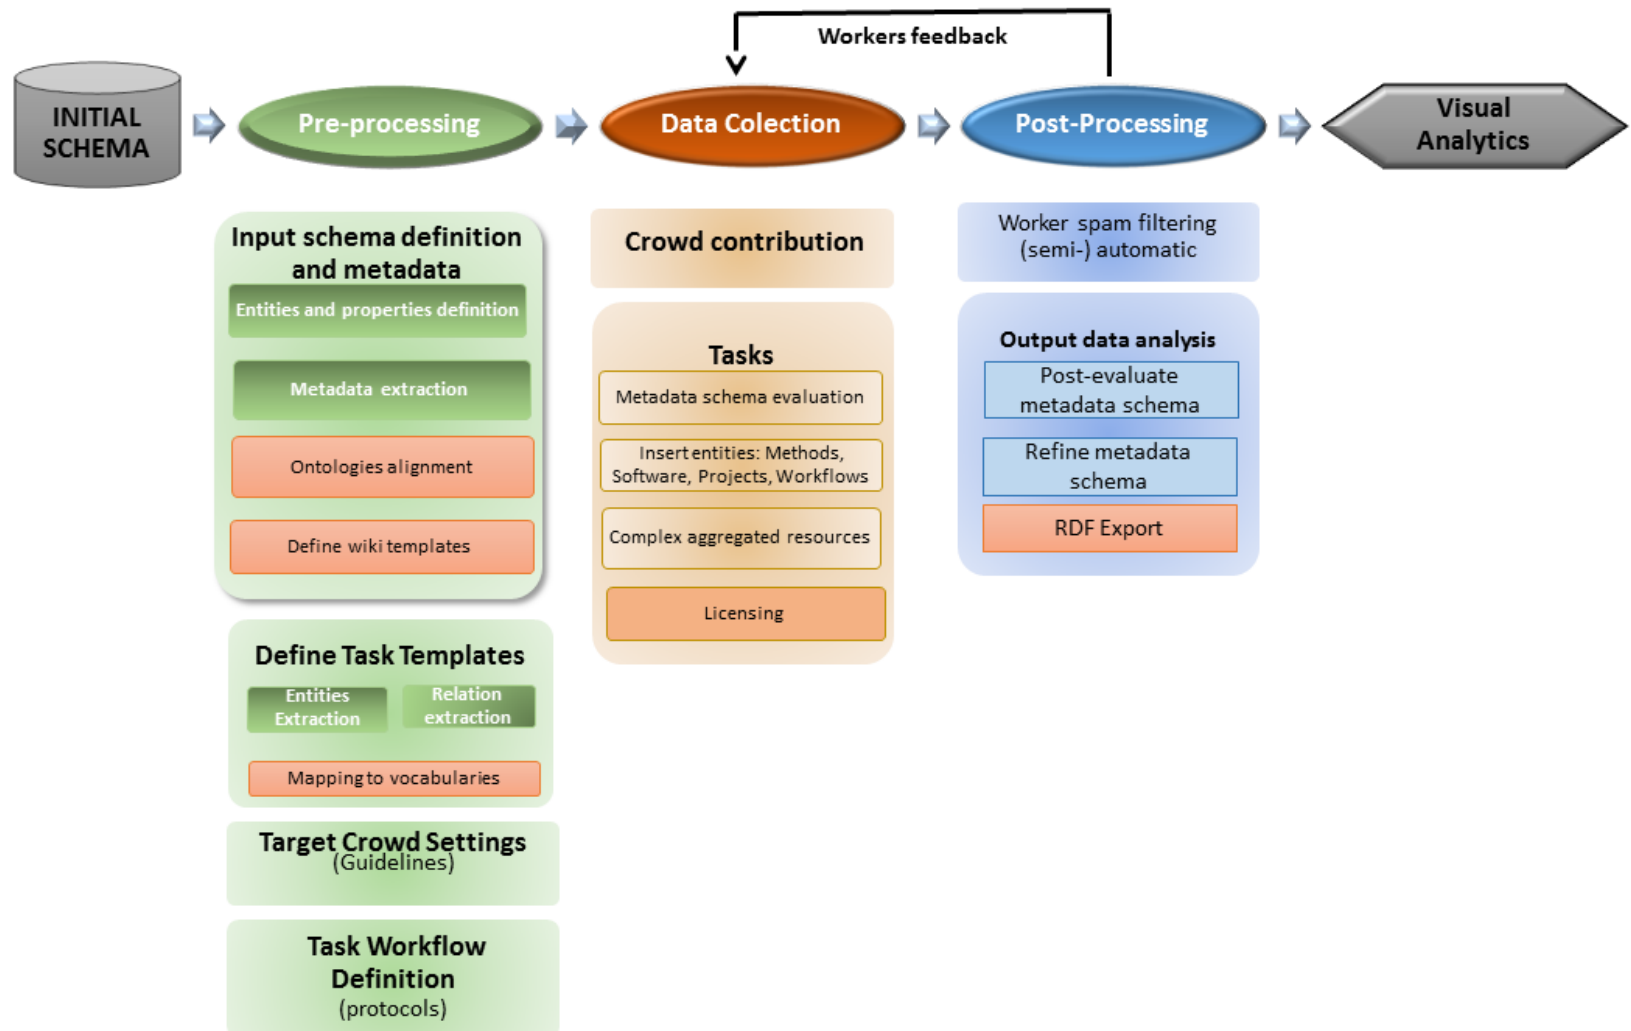 Workers feedback
INITIAL
SCHEMA
Pre-processing
Data Colection
Post-Processing
Visual
Analytics
Input schema definition
and metadata
Entities and properties definition
Metadata extraction
Ontologies alignment
Define wiki templates
Define Task Templates
Entities
Extraction
Relation
extraction
Mapping to vocabularies
Target Crowd Settings
(Guidelines)
Task Workflow
Definition
(protocols)
Crowd contribution
Tasks
Metadata schema evaluation
Insert entities: Methods,
Software, Projects, Workflows
Complex aggregated resources
Licensing
Worker spam filtering
(semi-) automatic
Output data analysis
Post-evaluate
metadata schema
Refine metadata
schema
RDF Export